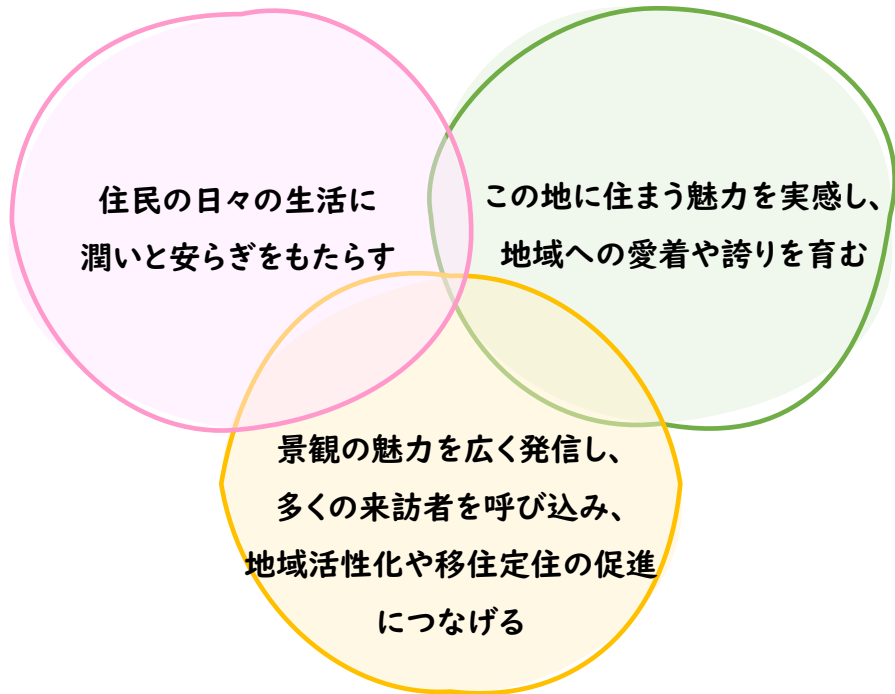 住民の日々の生活に
潤いと安らぎをもたらす
この地に住まう魅力を実感し、
地域への愛着や誇りを育む
景観の魅力を広く発信し、
多くの来訪者を呼び込み、
地域活性化や移住定住の促進
につなげる